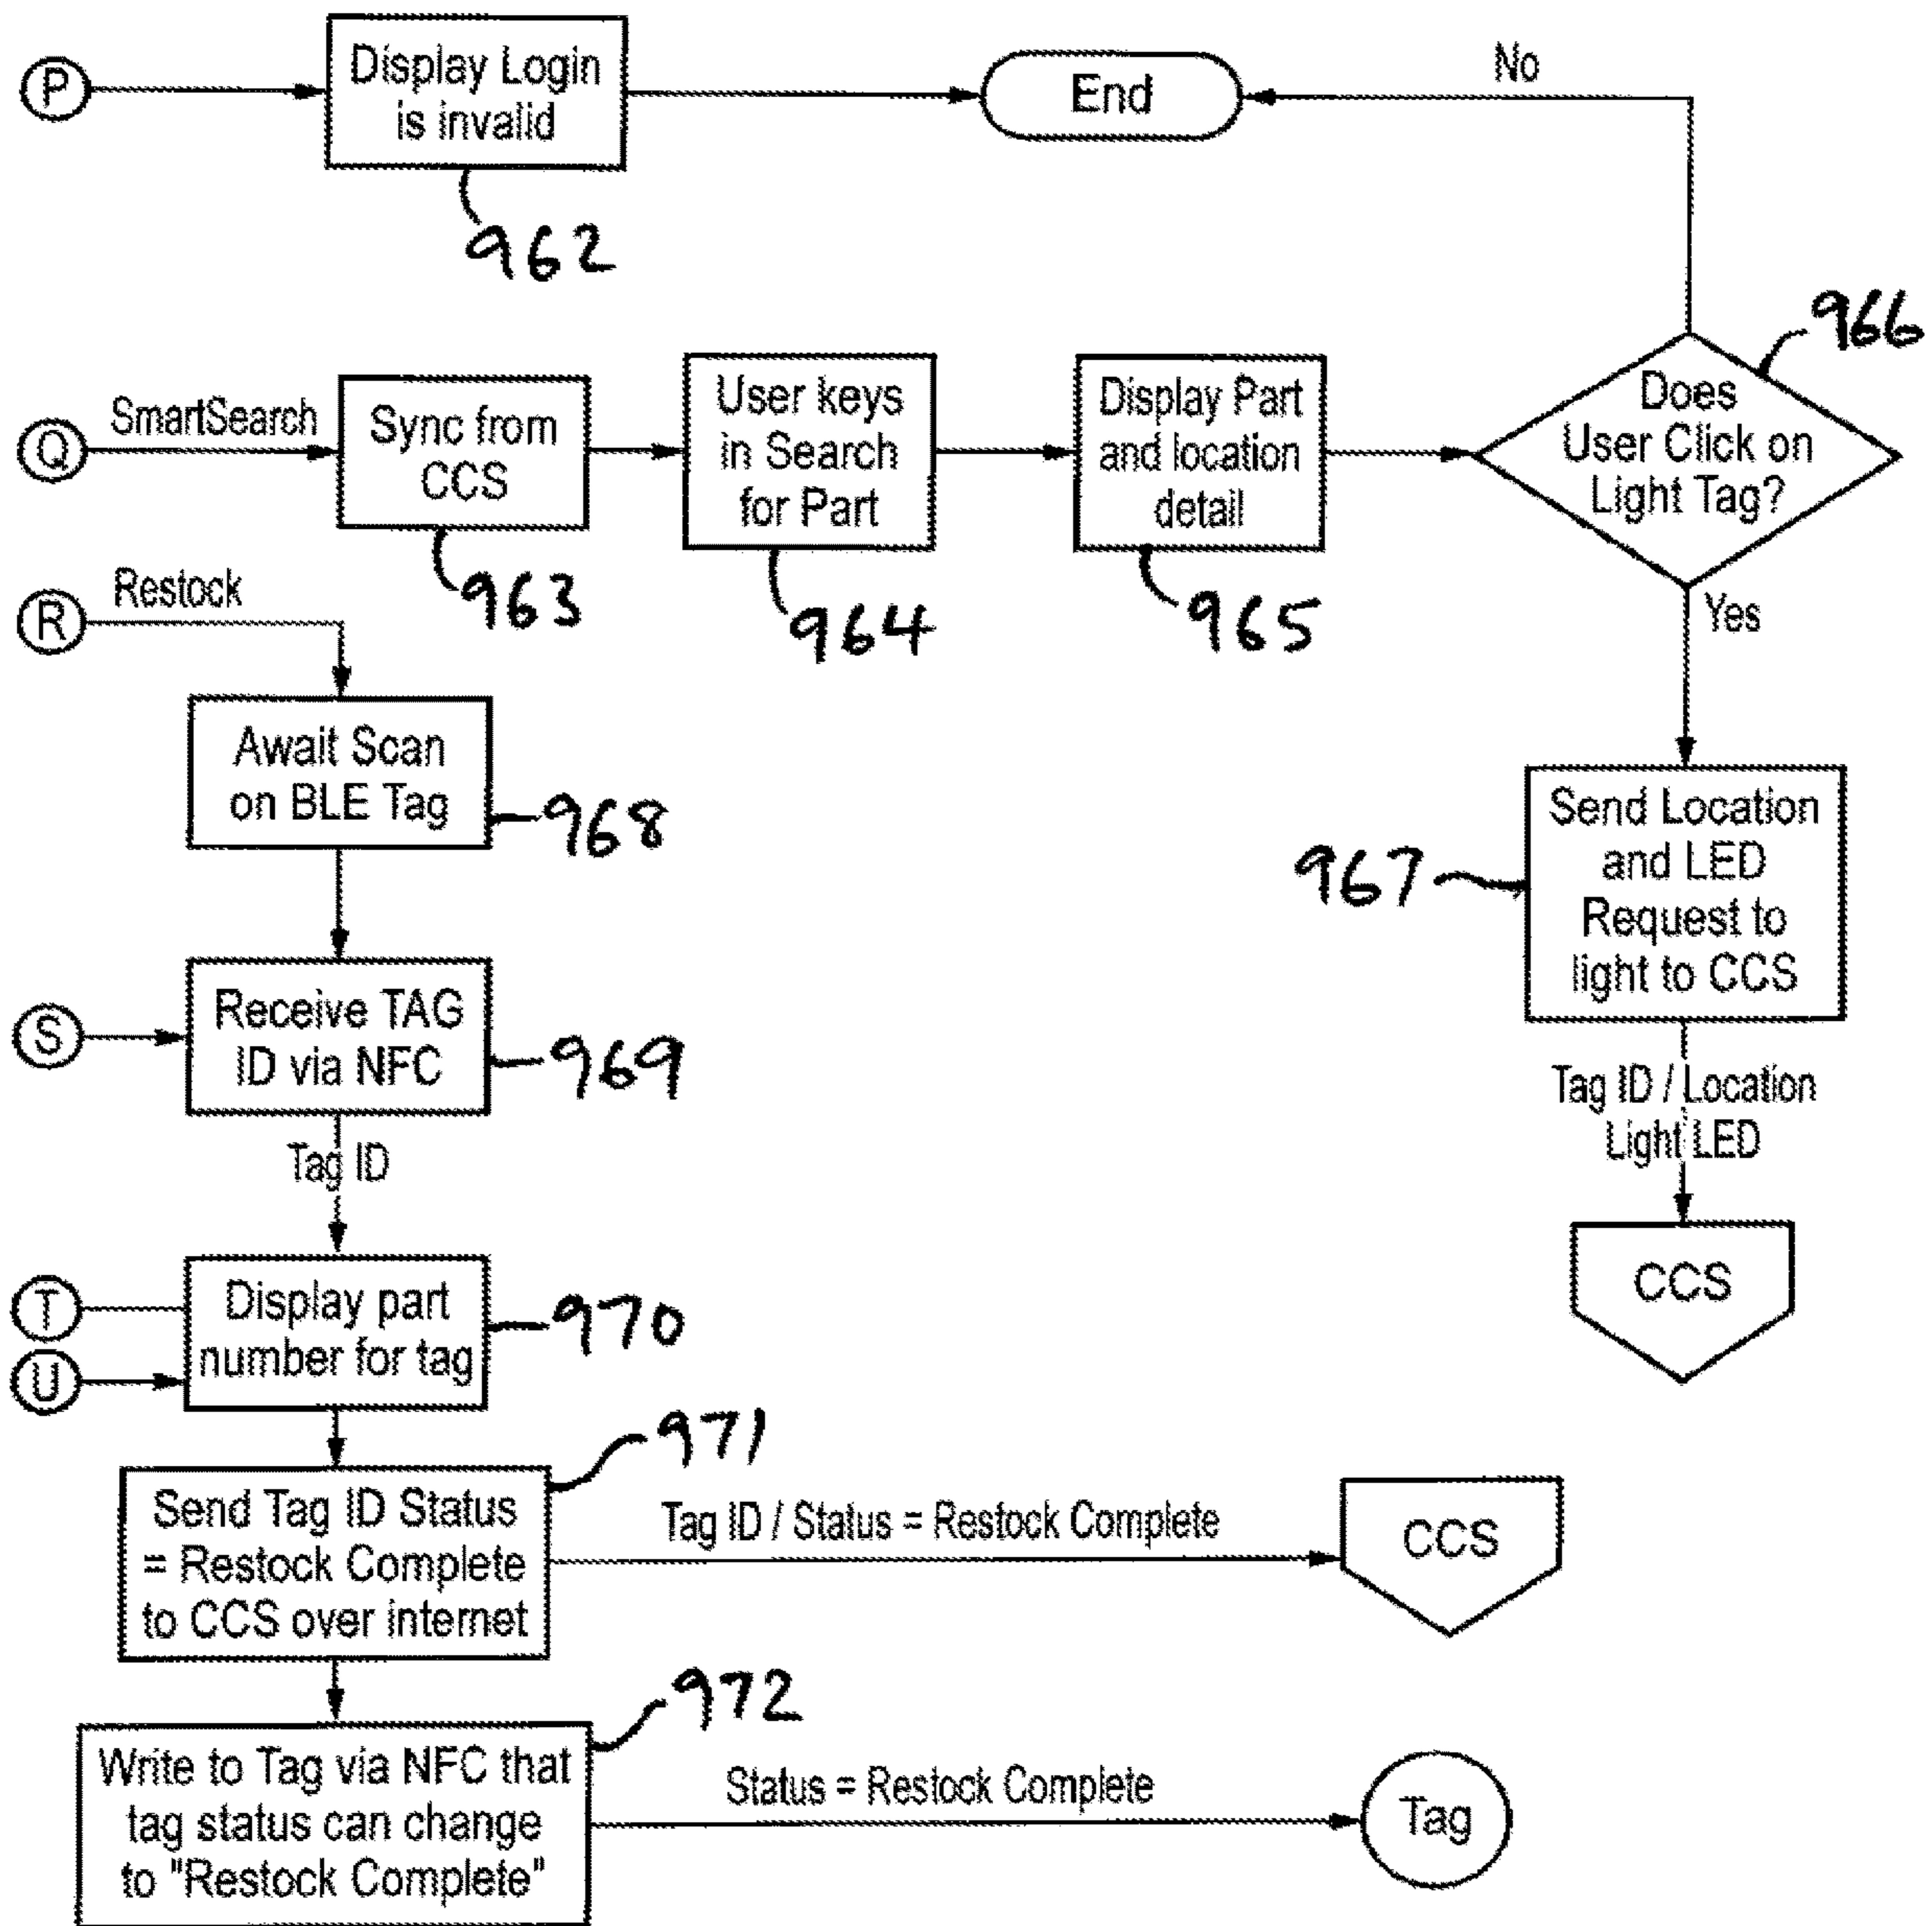 P
Display Login
is invalid
End
No
962
Q
SmartSearch
Sync from
CCS
User keys
in Search
for Part
Display Part
and location
detail
Does
User Click on
Light Tag?
966
963
964
965
Yes
R
Restock
Await Scan
on BLE Tag
968
Send Location
and LED
Request to
light to CCS
967
S
Receive TAG
ID via NFC
969
Tag ID / Location
Light LED
Tag ID
CCS
T
U
Display part
number for tag
970
971
Send Tag ID Status
= Restock Complete
to CCS over internet
Tag ID / Status = Restock Complete
CCS
972
Write to Tag via NFC that
tag status can change
to "Restock Complete"
Status = Restock Complete
Tag